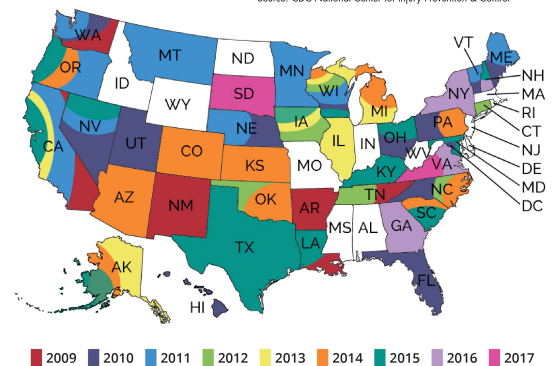 Source: CDC National Center for Injury Prevention & Control
WA
MT
ND
MN
VT
ME
OR
ID
SD
WI
NH
WY
MI
NY
MA
RI
CT
NV
NE
IA
PA
NJ
CA
UT
CO
IL
IN
OH
DE
WV
MD
DC
KS
MO
KY
VA
AZ
NM
OK
AR
TN
NC
SC
TX
LA
MS
AL
GA
AK
FL
HI
2009 2010 2011 2012 2013 2014 2015 2016 2017